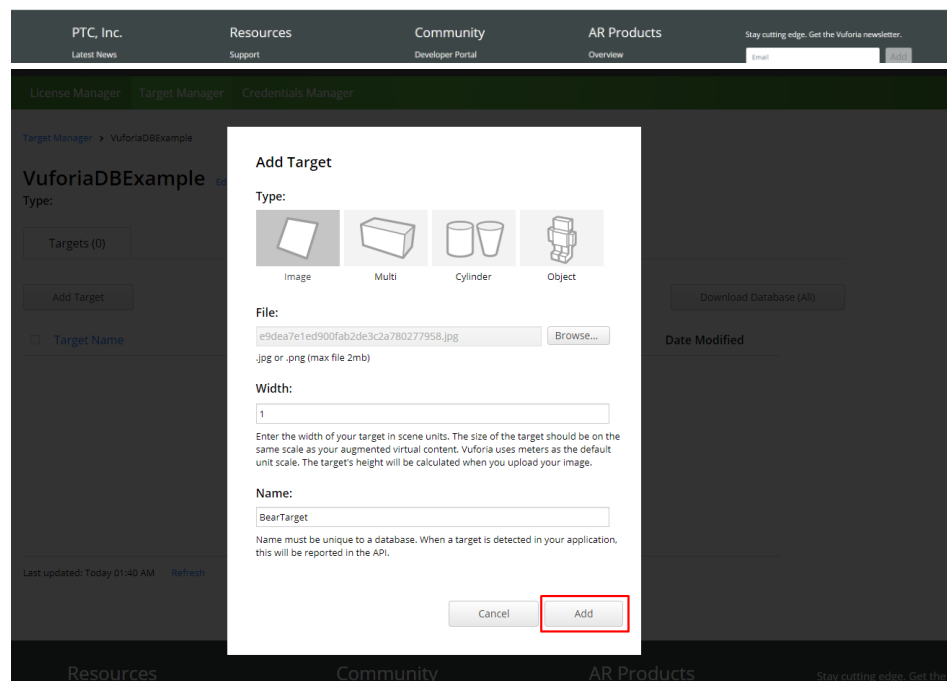 PTC, Inc. Resources Community AR Products Stay cutting edge. Get the Vuforia newsletter.
Latest News Support Developer Portal Overview Email Add
License Manager Target Manager Credentials Manager
Target Manager > VuforiaDBExample
VuforiaDBExample Ed
Type:
Targets (0)
Add Target Download Database (All)
Target Name Date Modified
Last updated: Today 01:40 AM Refresh
Add Target
Type:
Image Multi Cylinder Object
File:
e9dea7e1ed900fab2de3c2a780277958.jpg Browse...
.jpg or .png (max file 2mb)
Width:
1
Enter the width of your target in scene units. The size of the target should be on the
same scale as your augmented virtual content. Vuforia uses meters as the default
unit scale. The target's height will be calculated when you upload your image.
Name:
BearTarget
Name must be unique to a database. When a target is detected in your application,
this will be reported in the API.
Cancel Add
Resources Community AR Products Stay cutting edge. Get the